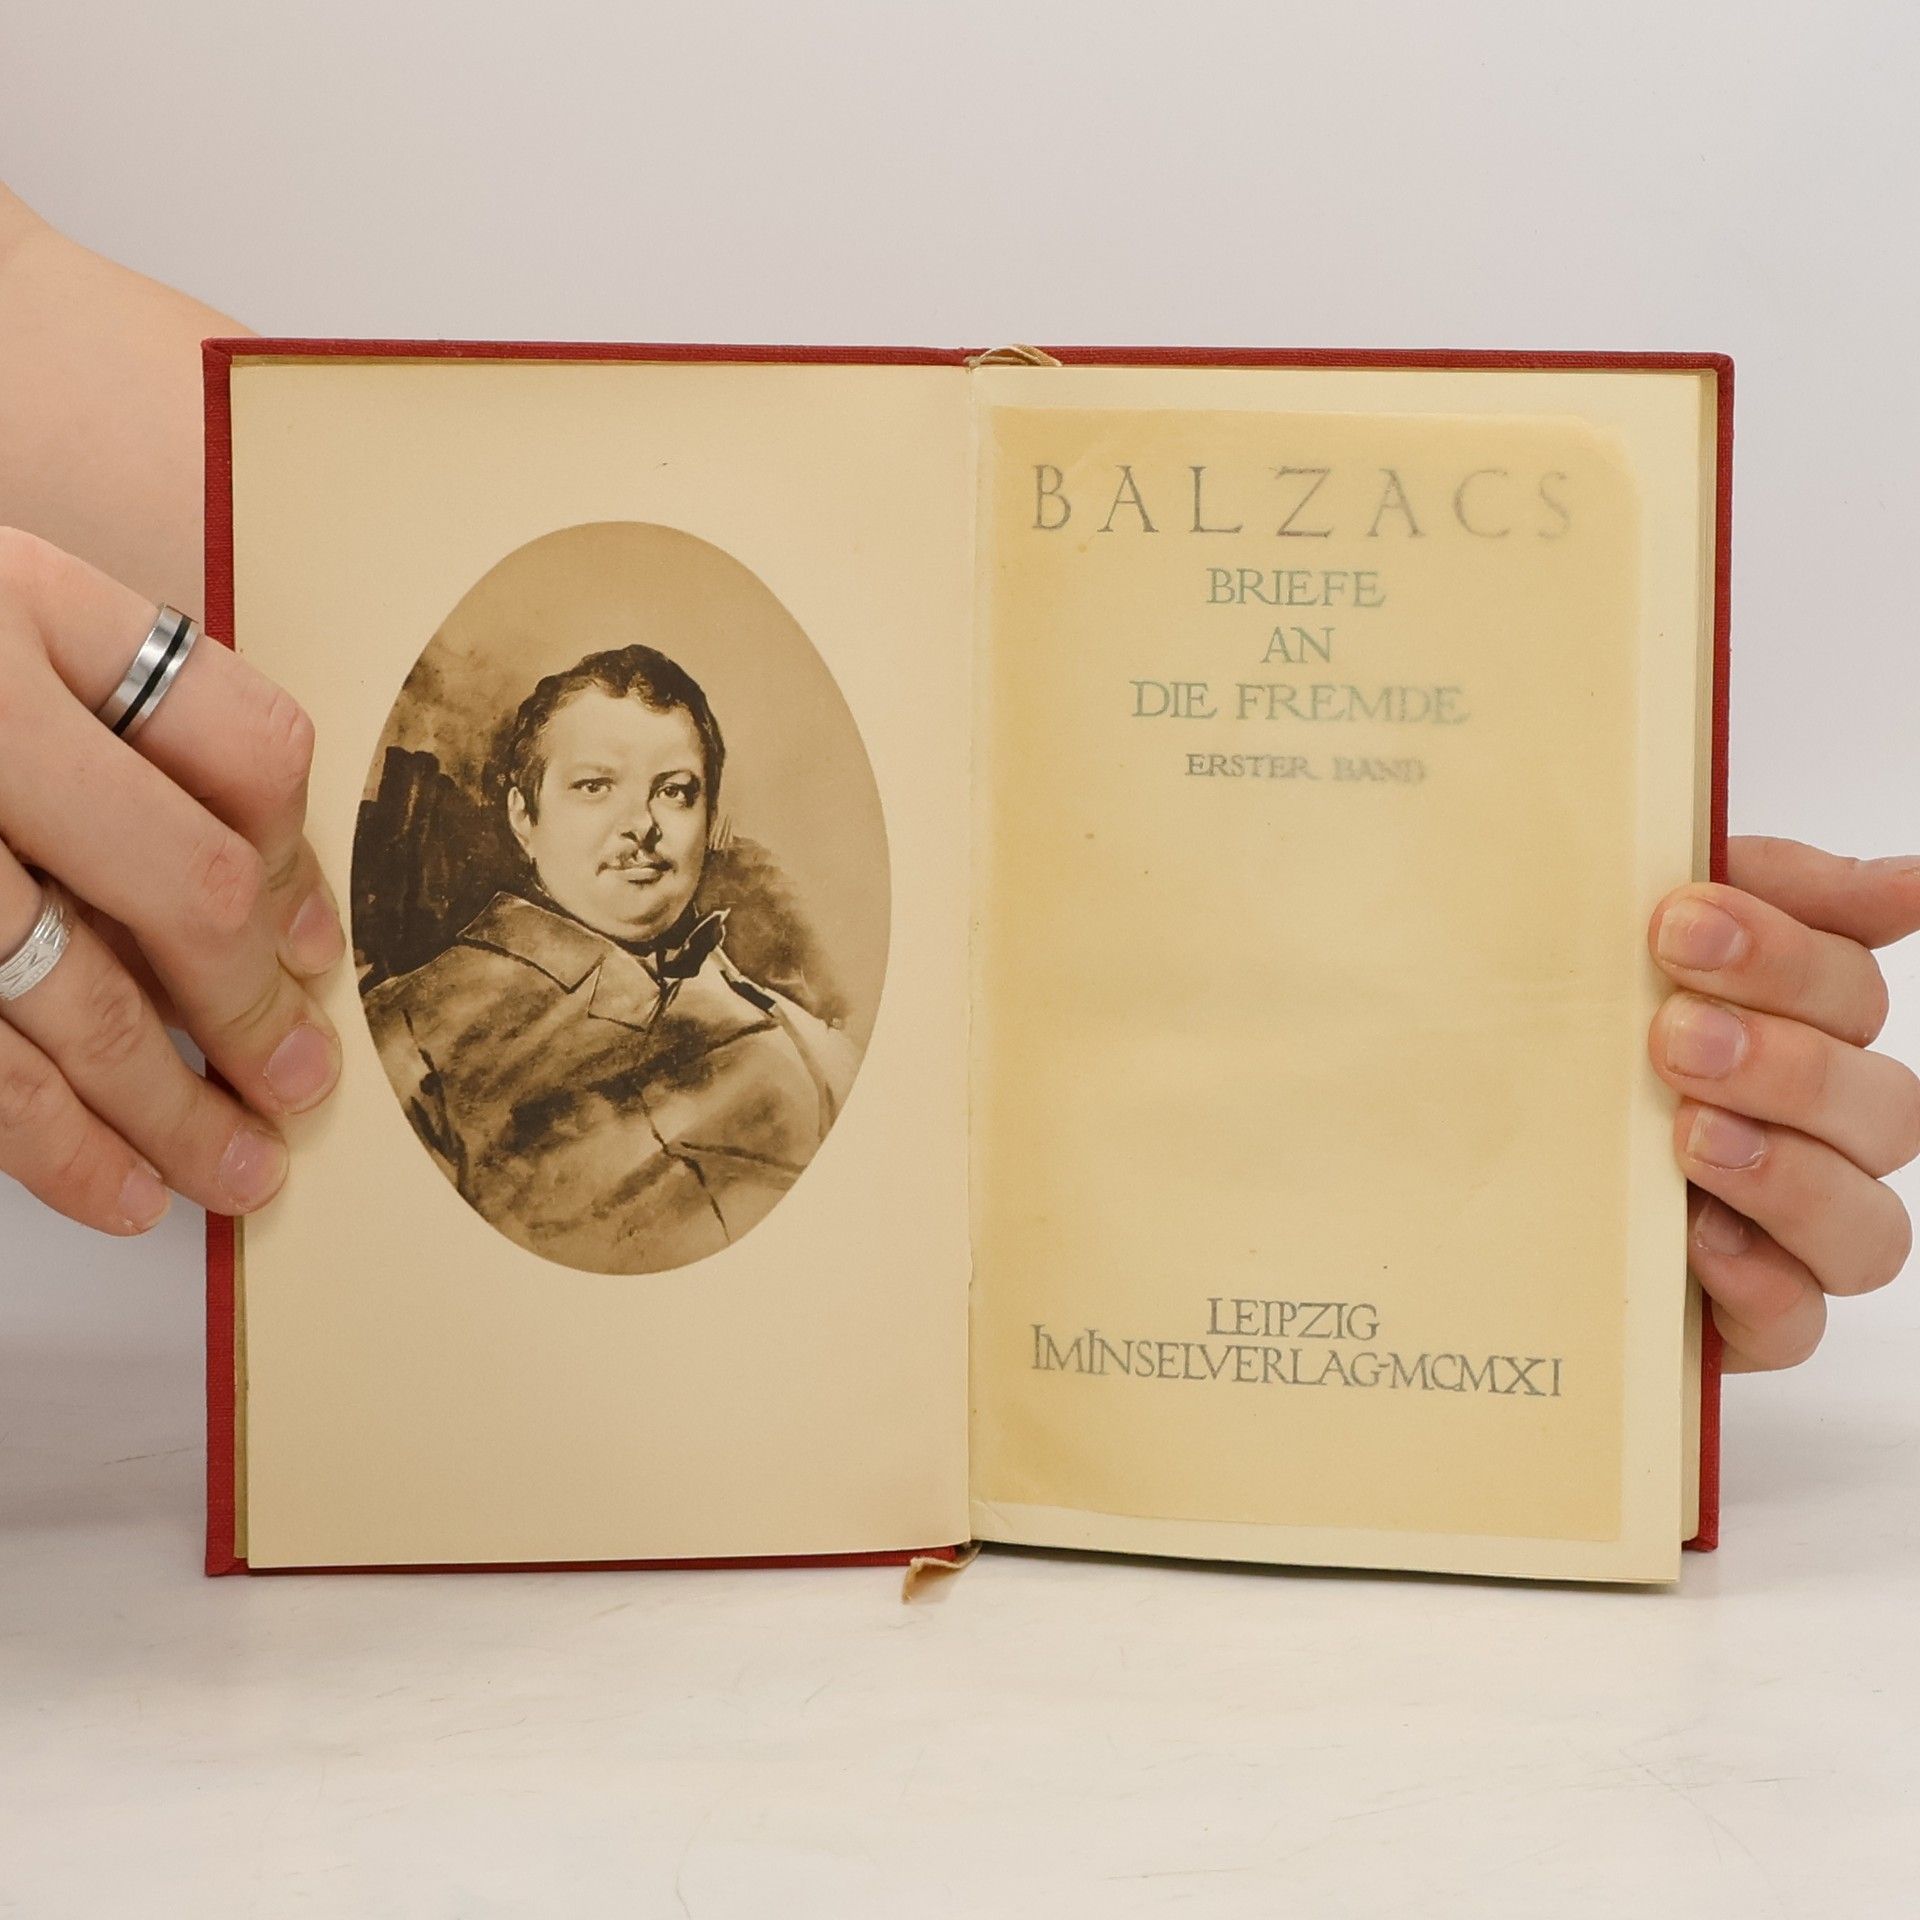 BALZACS
BRIEFE
AN
DIE FREMDE
ERSTER BAND
LEIPZIG
IM INSELVERLAG-MCMXI